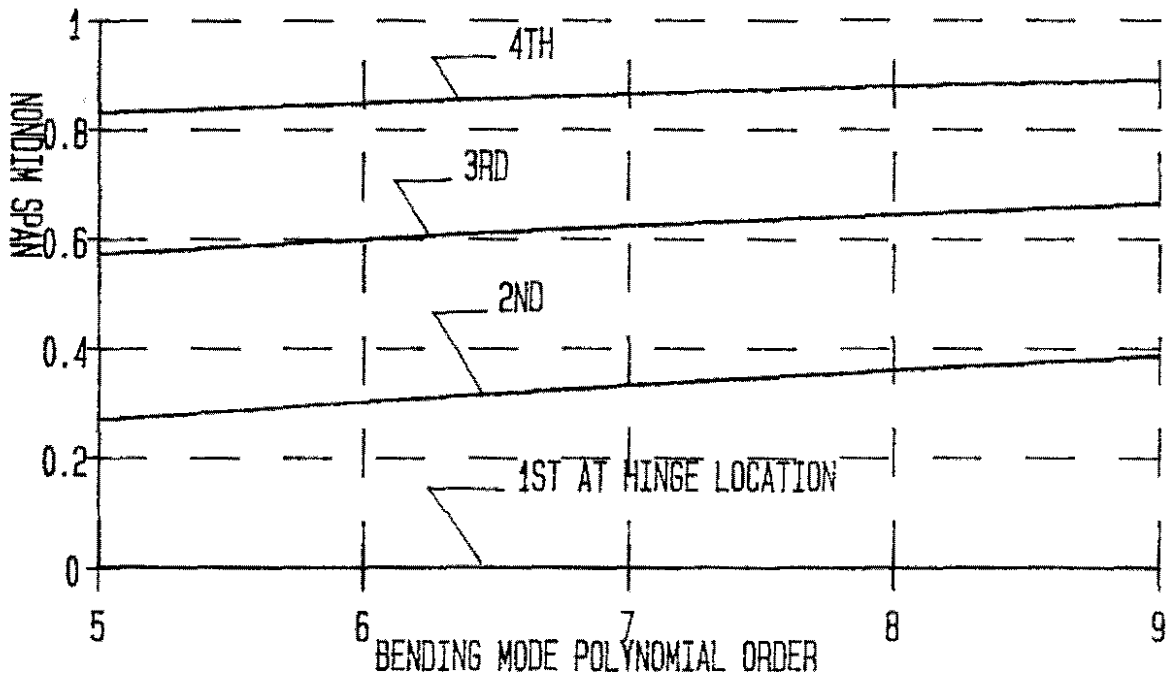 1
4TH
NONDIM SPAN
0.8
3RD
0.6
2ND
0.4
0.2
1ST AT HINGE LOCATION
0
5
6
7
8
9
BENDING MODE POLYNOMIAL ORDER